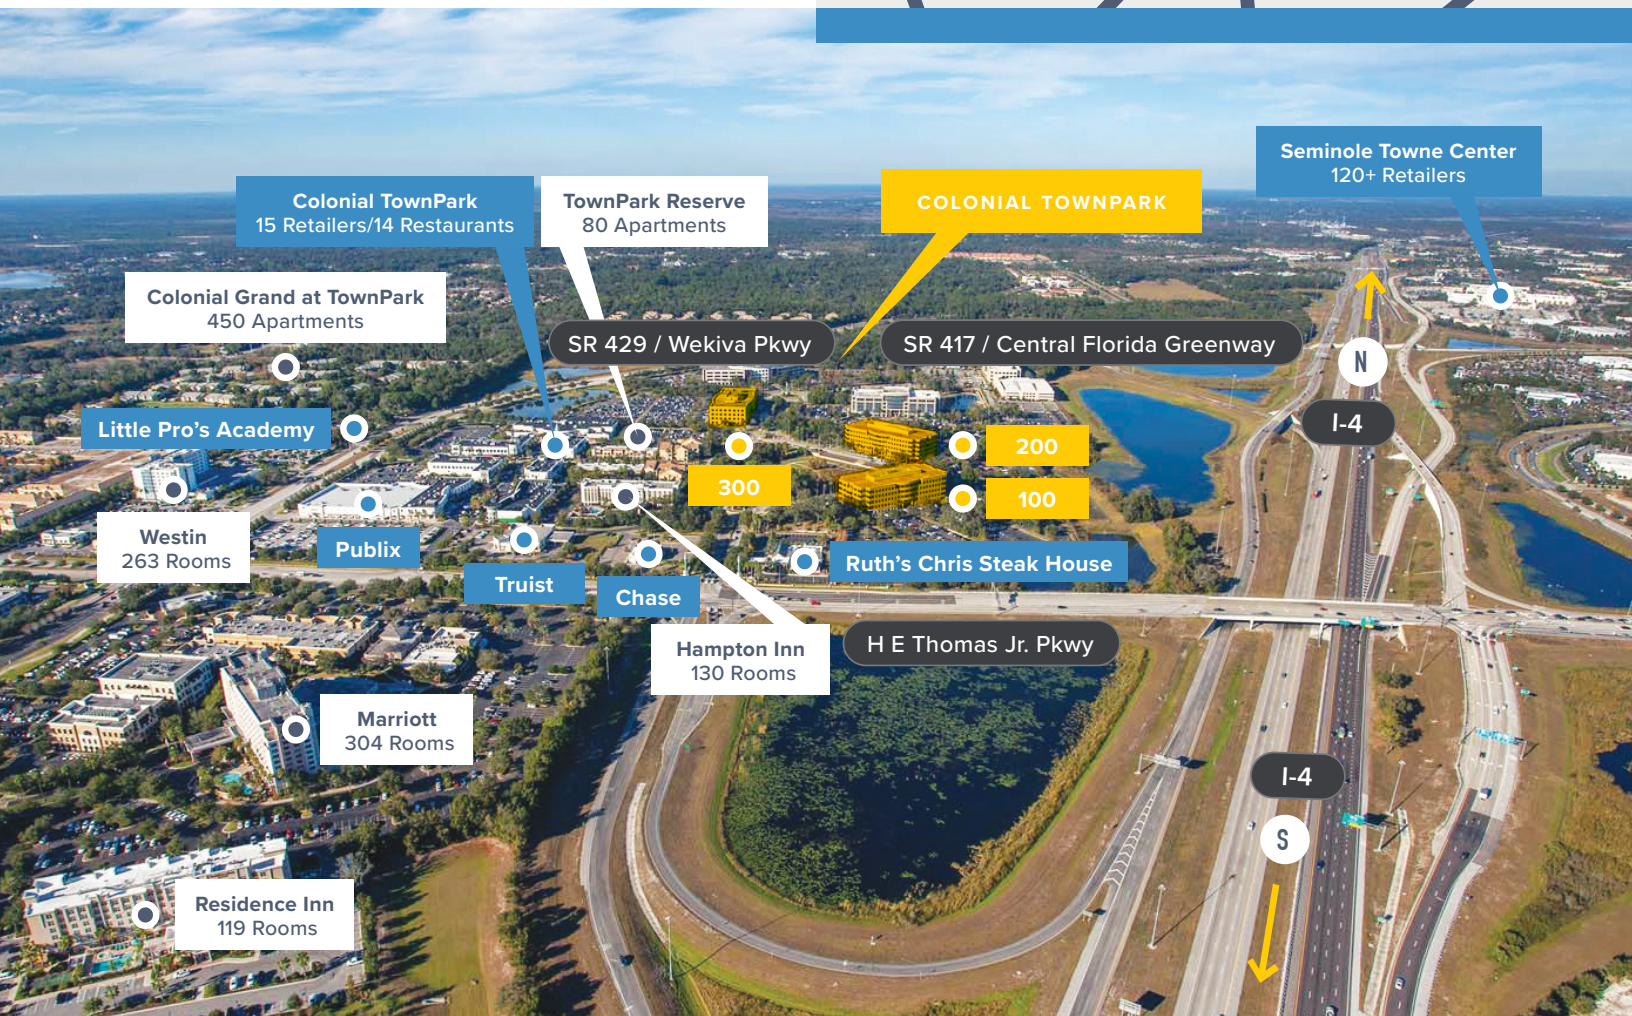 Seminole Towne Center
120+ Retailers
Colonial TownPark
15 Retailers/14 Restaurants
TownPark Reserve
80 Apartments
COLONIAL TOWNPARK
Colonial Grand at TownPark
450 Apartments
SR 429 / Wekiva Pkwy
SR 417 / Central Florida Greenway
N
I-4
Little Pro's Academy
200
300
100
Westin
263 Rooms
Publix
Truist
Chase
Ruth's Chris Steak House
Hampton Inn
130 Rooms
H E Thomas Jr. Pkwy
Marriott
304 Rooms
I-4
S
Residence Inn
119 Rooms